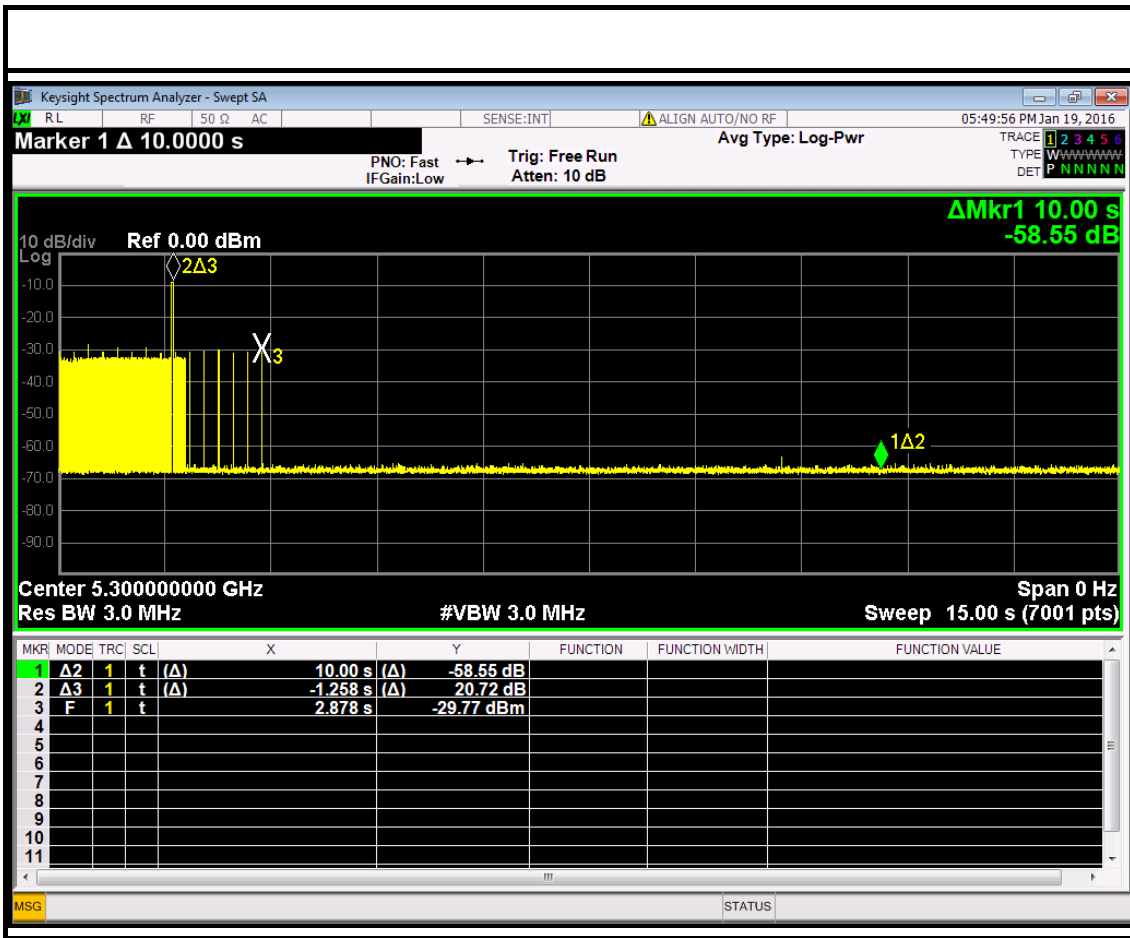 Keysight Spectrum Analyzer - Swept SA
LXI RL RF 50 Ω AC SENSE:INT ALIGN AUTO/NO RF 05:49:56 PM Jan 19, 2016
Marker 1 Δ 10.0000 s
PNO: Fast
IFGain:Low
Trig: Free Run
Atten: 10 dB
Avg Type: Log-Pwr
TRACE 1 2 3 4 5 6
TYPE WWWWWW
DET P N N N N N
ΔMkr1 10.00 s
-58.55 dB
10 dB/div Ref 0.00 dBm
Log
2Δ3
-10.0
-20.0
-30.0
X3
-40.0
-50.0
-60.0
1Δ2
-70.0
-80.0
-90.0
Center 5.300000000 GHz Span 0 Hz
Res BW 3.0 MHz #VBW 3.0 MHz Sweep 15.00 s (7001 pts)
MKR MODE TRC SCL X Y FUNCTION FUNCTION WIDTH FUNCTION VALUE
1 Δ2 1 t (Δ) 10.00 s (Δ) -58.55 dB
2 Δ3 1 t (Δ) -1.258 s (Δ) 20.72 dB
3 F 1 t 2.878 s -29.77 dBm
4
5
6
7
8
9
10
11
MSG STATUS